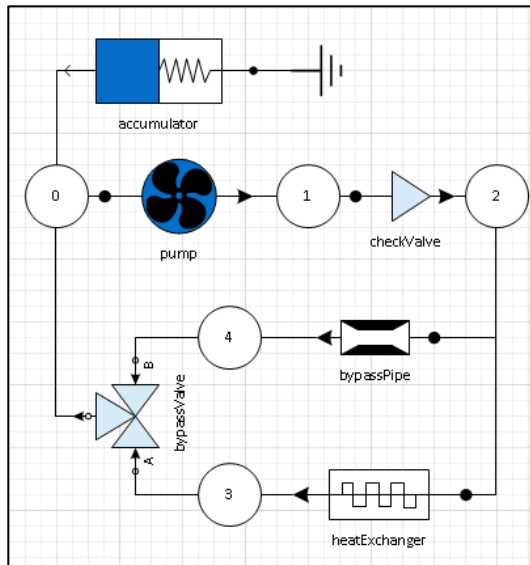 accumulator
0
1
2
pump
checkValve
4
B
bypassPipe
bypassValve
A
3
heatExchanger